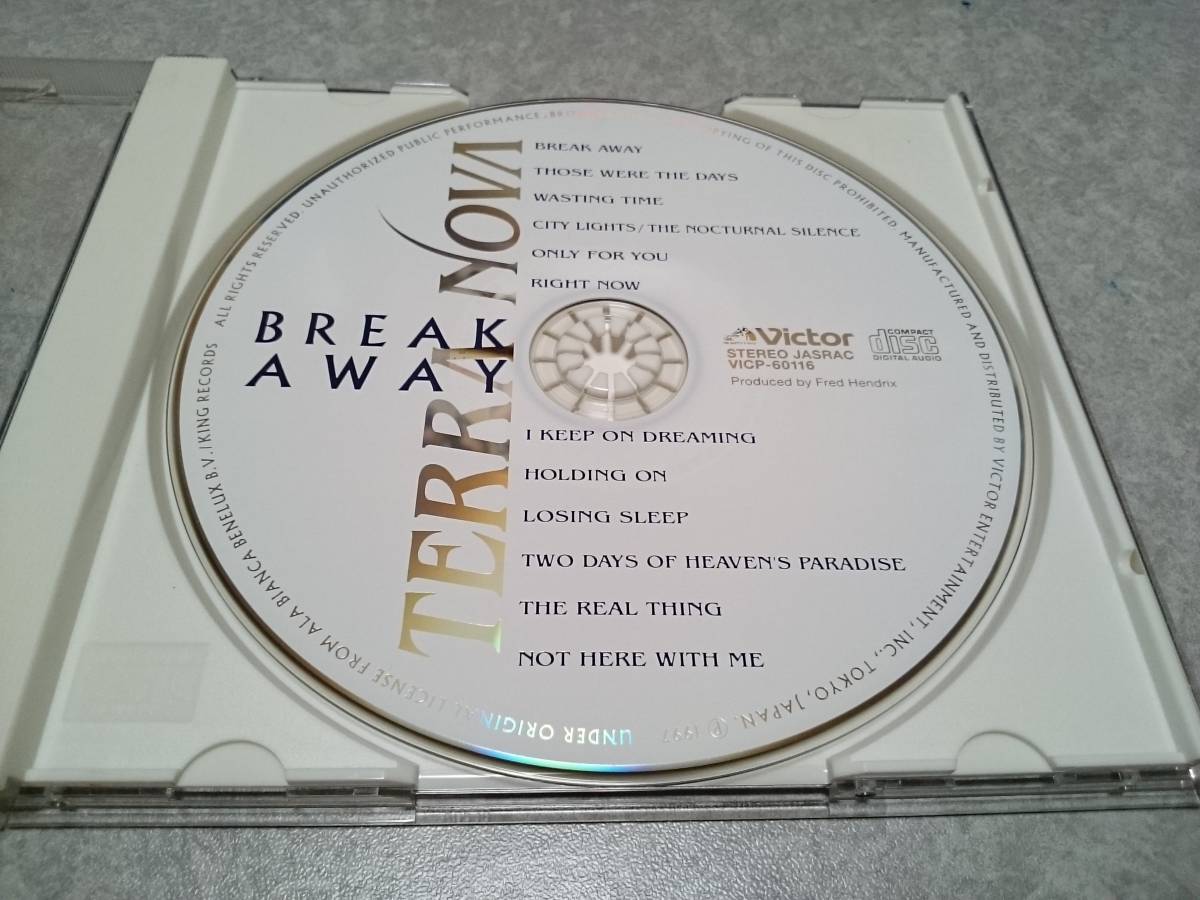 BREAK AWAY
THOSE WERE THE DAYS
WASTING TIME
CITY LIGHTS/THE NOCTURNAL SILENCE
ONLY FOR YOU
RIGHT NOW
TERRA NOVA
BREAK
AWAY
Victor
STEREO JASRAC
VICP-60116
Produced by Fred Hendrix
COMPACT
disc
DIGITAL AUDIO
I KEEP ON DREAMING
HOLDING ON
LOSING SLEEP
TWO DAYS OF HEAVEN'S PARADISE
THE REAL THING
NOT HERE WITH ME
UNDER ORIGINAL LICENSE FROM ALA BIANCA BENELUX B.V./KING RECORDS ALL RIGHTS RESERVED. UNAUTHORIZED PUBLIC PERFORMANCE, COPYING OF THIS DISC PROHIBITED. MANUFACTURED AND DISTRIBUTED BY VICTOR ENTERTAINMENT, INC., TOKYO, JAPAN. Ⓟ 1997